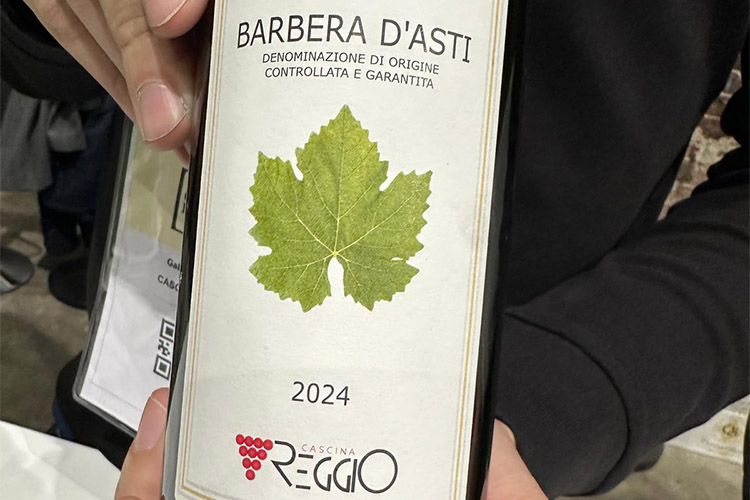 BARBERA D'ASTI
DENOMINAZIONE DI ORIGINE
CONTROLLATA E GARANTITA
2024
CASCINA
REGGIO